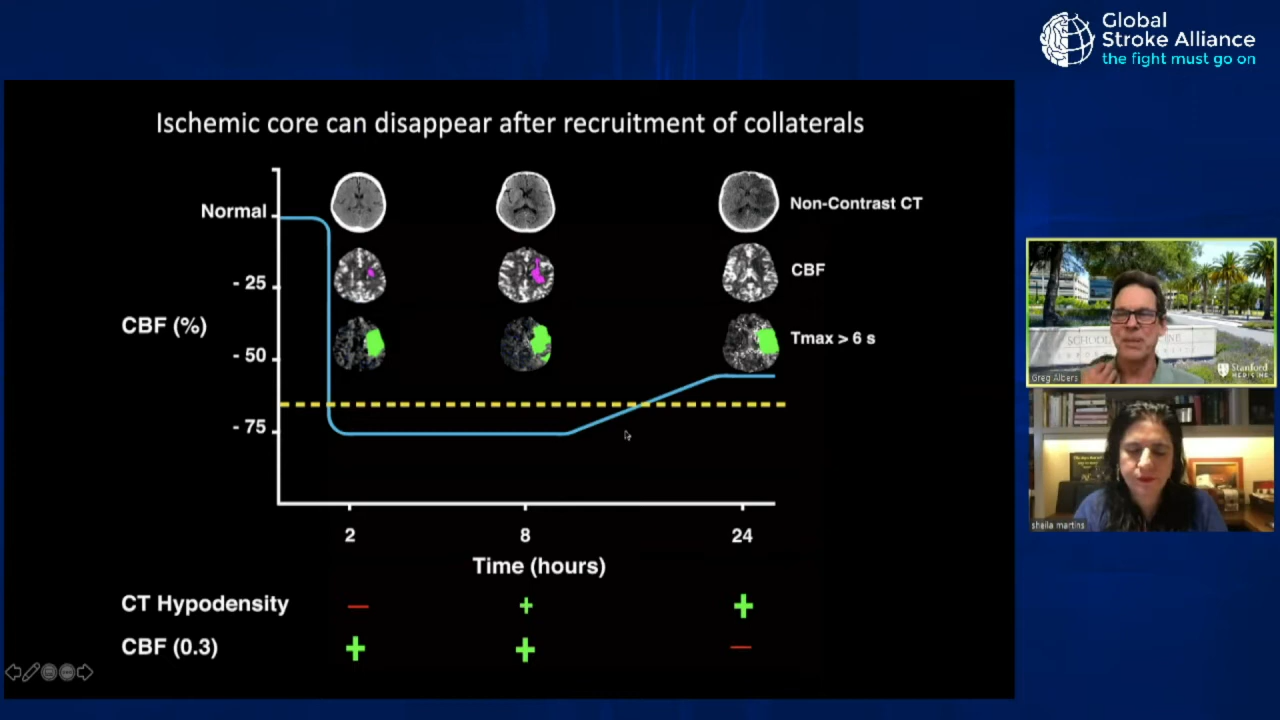 Global
Stroke Alliance
the fight must go on
Ischemic core can disappear after recruitment of collaterals
Normal
Non-Contrast CT
- 25
CBF
CBF (%)
- 50
Tmax > 6 s
- 75
2
8
24
Time (hours)
CT Hypodensity
— + +
CBF (0.3)
+ + —
Stanford
MEDICINE
Greg Albers
sheila martins